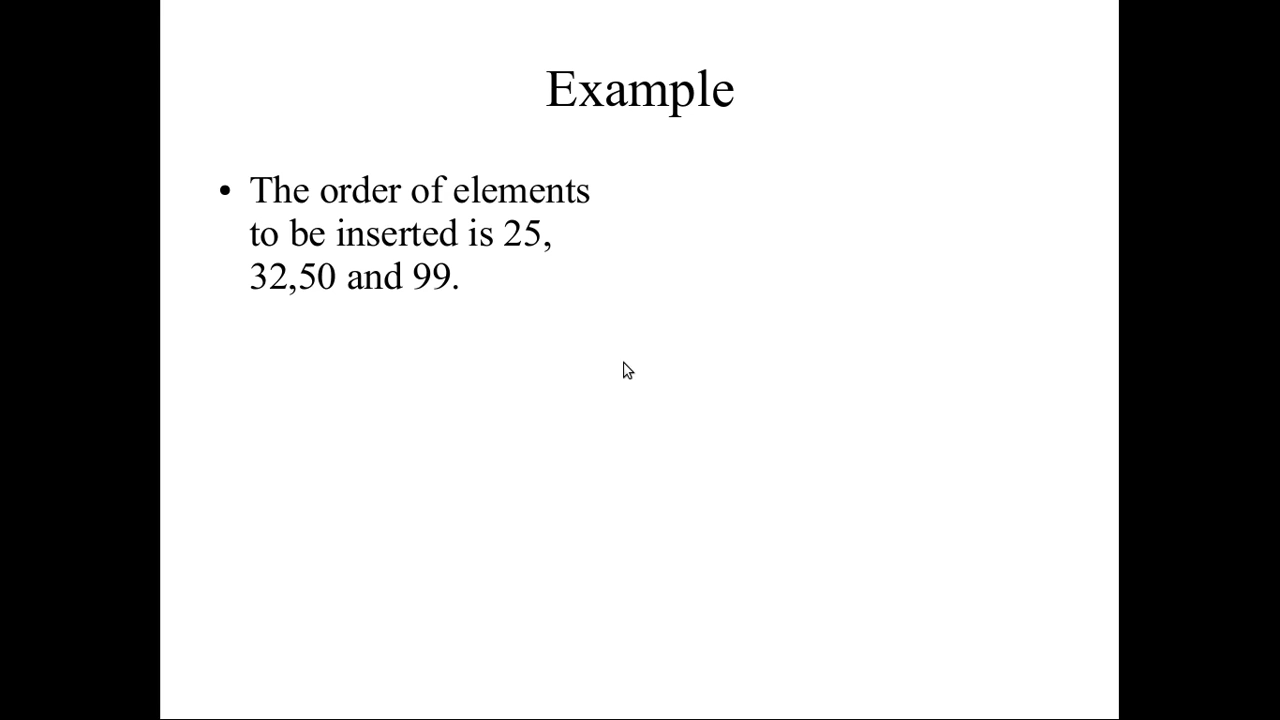 Example
• The order of elements
to be inserted is 25,
32,50 and 99.